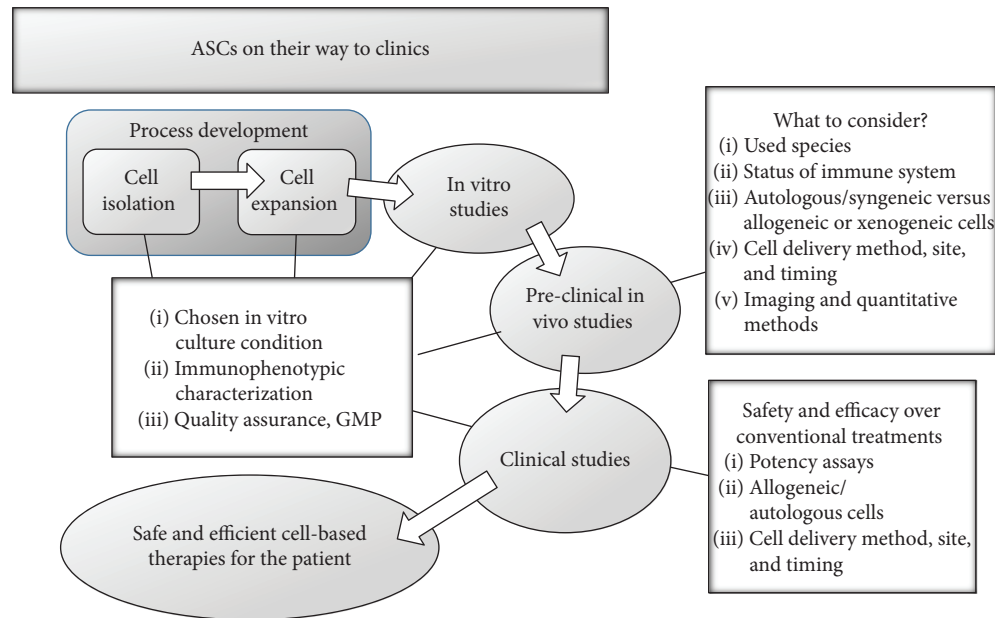 ASCs on their way to clinics
Process development
Cell
isolation
Cell
expansion
In vitro
studies
What to consider?
(i) Used species
(ii) Status of immune system
(iii) Autologous/syngeneic versus
allogeneic or xenogeneic cells
(iv) Cell delivery method, site,
and timing
(v) Imaging and quantitative
methods
Pre-clinical in
vivo studies
(i) Chosen in vitro
culture condition
(ii) Immunophenotypic
characterization
(iii) Quality assurance, GMP
Clinical studies
Safety and efficacy over
conventional treatments
(i) Potency assays
(ii) Allogeneic/
autologous cells
(iii) Cell delivery method, site,
and timing
Safe and efficient cell-based
therapies for the patient